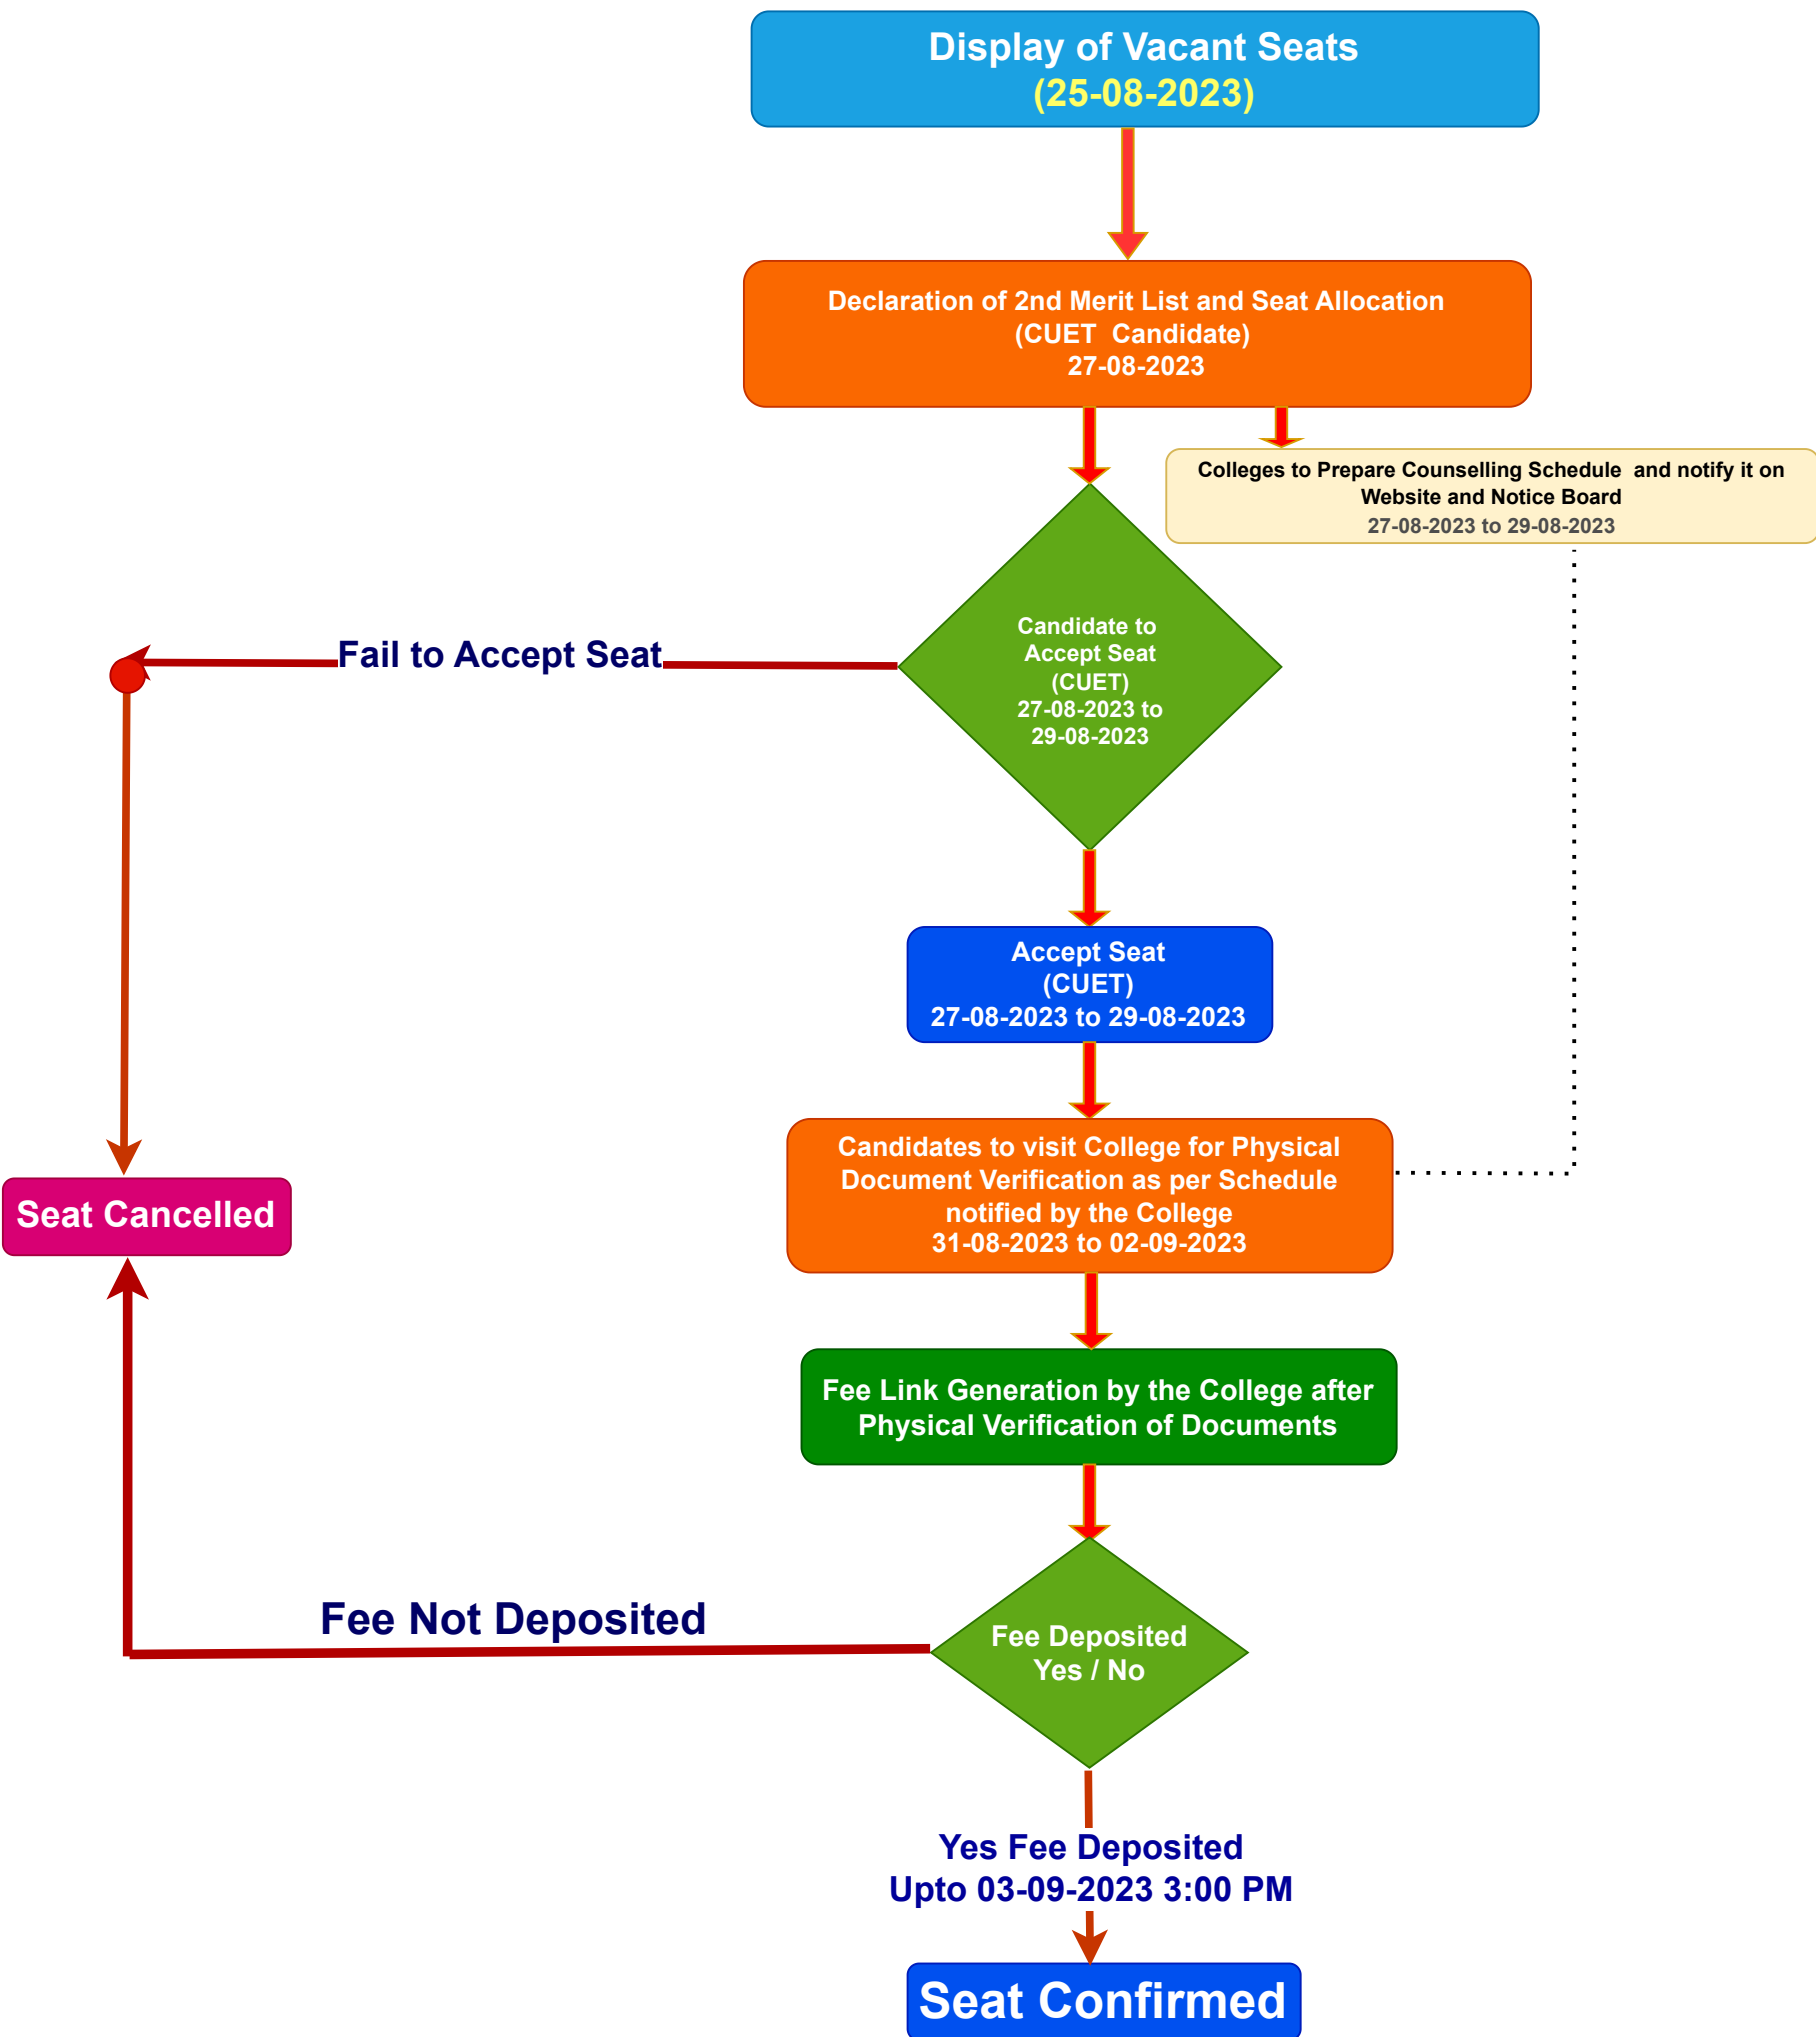 Display of Vacant Seats
(25-08-2023)
Declaration of 2nd Merit List and Seat Allocation
(CUET Candidate)
27-08-2023
Colleges to Prepare Counselling Schedule and notify it on
Website and Notice Board
27-08-2023 to 29-08-2023
Candidate to
Accept Seat
(CUET)
27-08-2023 to
29-08-2023
Fail to Accept Seat
Accept Seat
(CUET)
27-08-2023 to 29-08-2023
Candidates to visit College for Physical
Document Verification as per Schedule
notified by the College
31-08-2023 to 02-09-2023
Seat Cancelled
Fee Link Generation by the College after
Physical Verification of Documents
Fee Not Deposited
Fee Deposited
Yes / No
Yes Fee Deposited
Upto 03-09-2023 3:00 PM
Seat Confirmed